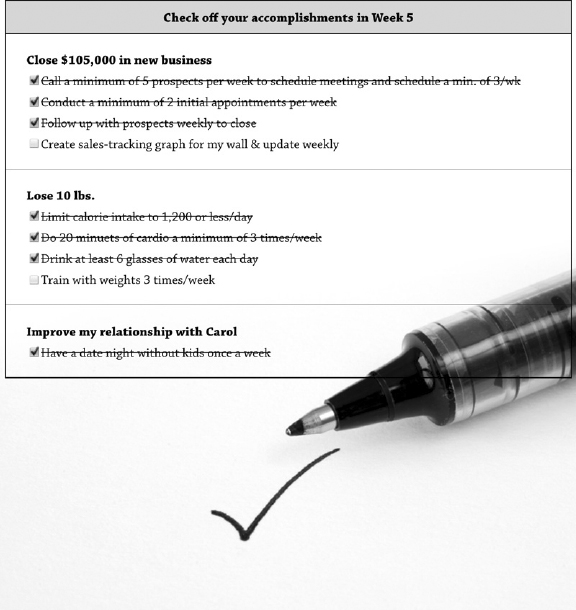 Check off your accomplishments in Week 5
Close $105,000 in new business
Call a minimum of 5 prospects per week to schedule meetings and schedule a min. of 3/wk
Conduct a minimum of 2 initial appointments per week
Follow up with prospects weekly to close
Create sales-tracking graph for my wall & update weekly
Lose 10 lbs.
Limit calorie intake to 1,200 or less/day
Do 20 minuets of cardio a minimum of 3 times/week
Drink at least 6 glasses of water each day
Train with weights 3 times/week
Improve my relationship with Carol
Have a date night without kids once a week